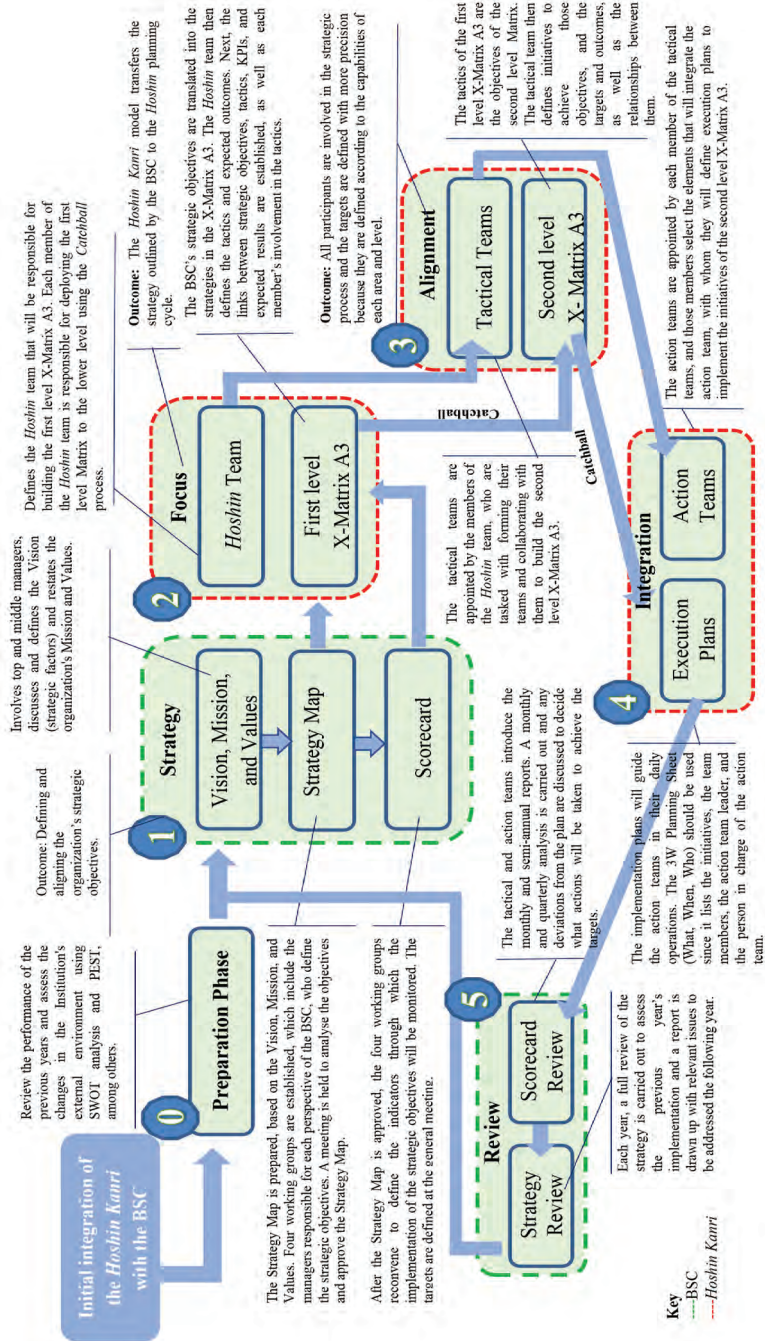 Initial integration of
the Hoshin Kanri
with the BSC
0
Preparation Phase
Review the performance of the
previous years and assess the
changes in the Institution's
external environment using
SWOT analysis and PEST,
among others.
1
Strategy
Vision, Mission,
and Values
Strategy Map
Scorecard
Outcome: Defining and
aligning the
organization's strategic
objectives.
Involves top and middle managers,
discusses and defines the Vision
(strategic factors) and restates the
organization's Mission and Values.
The Strategy Map is prepared, based on the Vision, Mission, and
Values. Four working groups are established, which include the
managers responsible for each perspective of the BSC, who define
the strategic objectives. A meeting is held to analyse the objectives
and approve the Strategy Map.
After the Strategy Map is approved, the four working groups
reconvene to define the indicators through which the
implementation of the strategic objectives will be monitored. The
targets are defined at the general meeting.
2
Focus
Hoshin Team
First level
X-Matrix A3
Defines the Hoshin team that will be responsible for
building the first level X-Matrix A3. Each member of
the Hoshin team is responsible for deploying the first
level Matrix to the lower level using the Catchball
process.
Outcome: The Hoshin Kanri model transfers the
strategy outlined by the BSC to the Hoshin planning
cycle.
The BSC's strategic objectives are translated into the
strategies in the X-Matrix A3. The Hoshin team then
defines the tactics and expected outcomes. Next, the
links between strategic objectives, tactics, KPIs, and
expected results are established, as well as each
member's involvement in the tactics.
Catchball
3
Alignment
Tactical Teams
Second level
X- Matrix A3
Outcome: All participants are involved in the strategic
process and the targets are defined with more precision
because they are defined according to the capabilities of
each area and level.
The tactical teams are
appointed by the members of
the Hoshin team, who are
tasked with forming their
teams and collaborating with
them to build the second
level X-Matrix A3.
The tactics of the first
level X-Matrix A3 are
the objectives of the
second level Matrix.
The tactical team then
defines initiatives to
achieve those
objectives, and the
targets and outcomes,
as well as the
relationships between
them.
Catchball
4
Integration
Execution
Plans
Action
Teams
The action teams are appointed by each member of the tactical
teams, and those members select the elements that will integrate the
action team, with whom they will define execution plans to
implement the initiatives of the second level X-Matrix A3.
The implementation plans will guide
the action teams in their daily
operations. The 3W Planning Sheet
(What, When, Who) should be used
since it lists the initiatives, the team
members, the action team leader, and
the person in charge of the action
team.
5
Review
Strategy
Review
Scorecard
Review
The tactical and action teams introduce the
monthly and semi-annual reports. A monthly
and quarterly analysis is carried out and any
deviations from the plan are discussed to decide
what actions will be taken to achieve the
targets.
Each year, a full review of the
strategy is carried out to assess
the previous year's
implementation and a report is
drawn up with relevant issues to
be addressed the following year.
Key
BSC
Hoshin Kanri